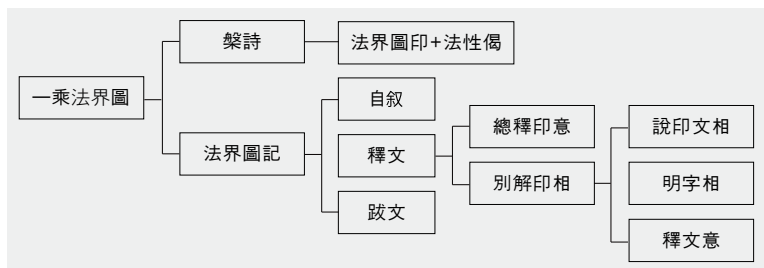 一乘法界圖
槃詩
法界圖印+法性偈
法界圖記
自叙
釋文
跋文
總釋印意
別解印相
說印文相
明字相
釋文意